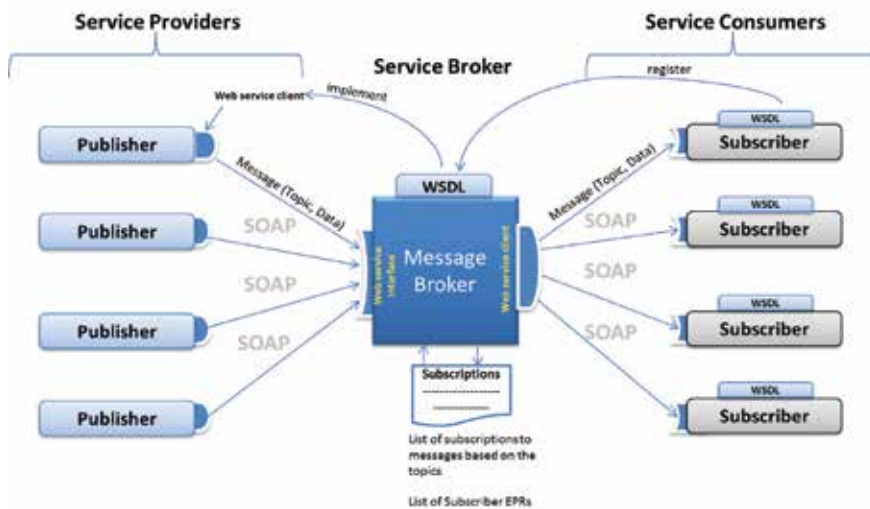 Service Providers
Service Consumers
Service Broker
register
implement
Web service client
WSDL
Publisher
Subscriber
Message (Topic, Data)
Message (Topic, Data)
WSDL
WSDL
SOAP
SOAP
Publisher
Subscriber
Web service
interface
Message
Broker
Web service client
SOAP
SOAP
WSDL
Publisher
Subscriber
SOAP
SOAP
Subscriptions
WSDL
Publisher
Subscriber
List of subscriptions to
messages based on the
topics
List of Subscriber EPRs